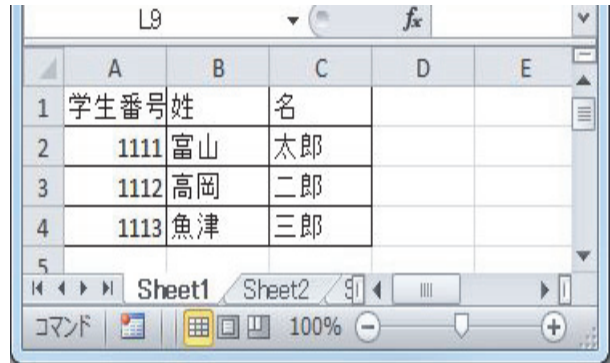 L9 fx
A B C D E
1 学生番号 姓 名
2 1111 富山 太郎
3 1112 高岡 二郎
4 1113 魚津 三郎
5
Sheet1 Sheet2
コマンド 100%